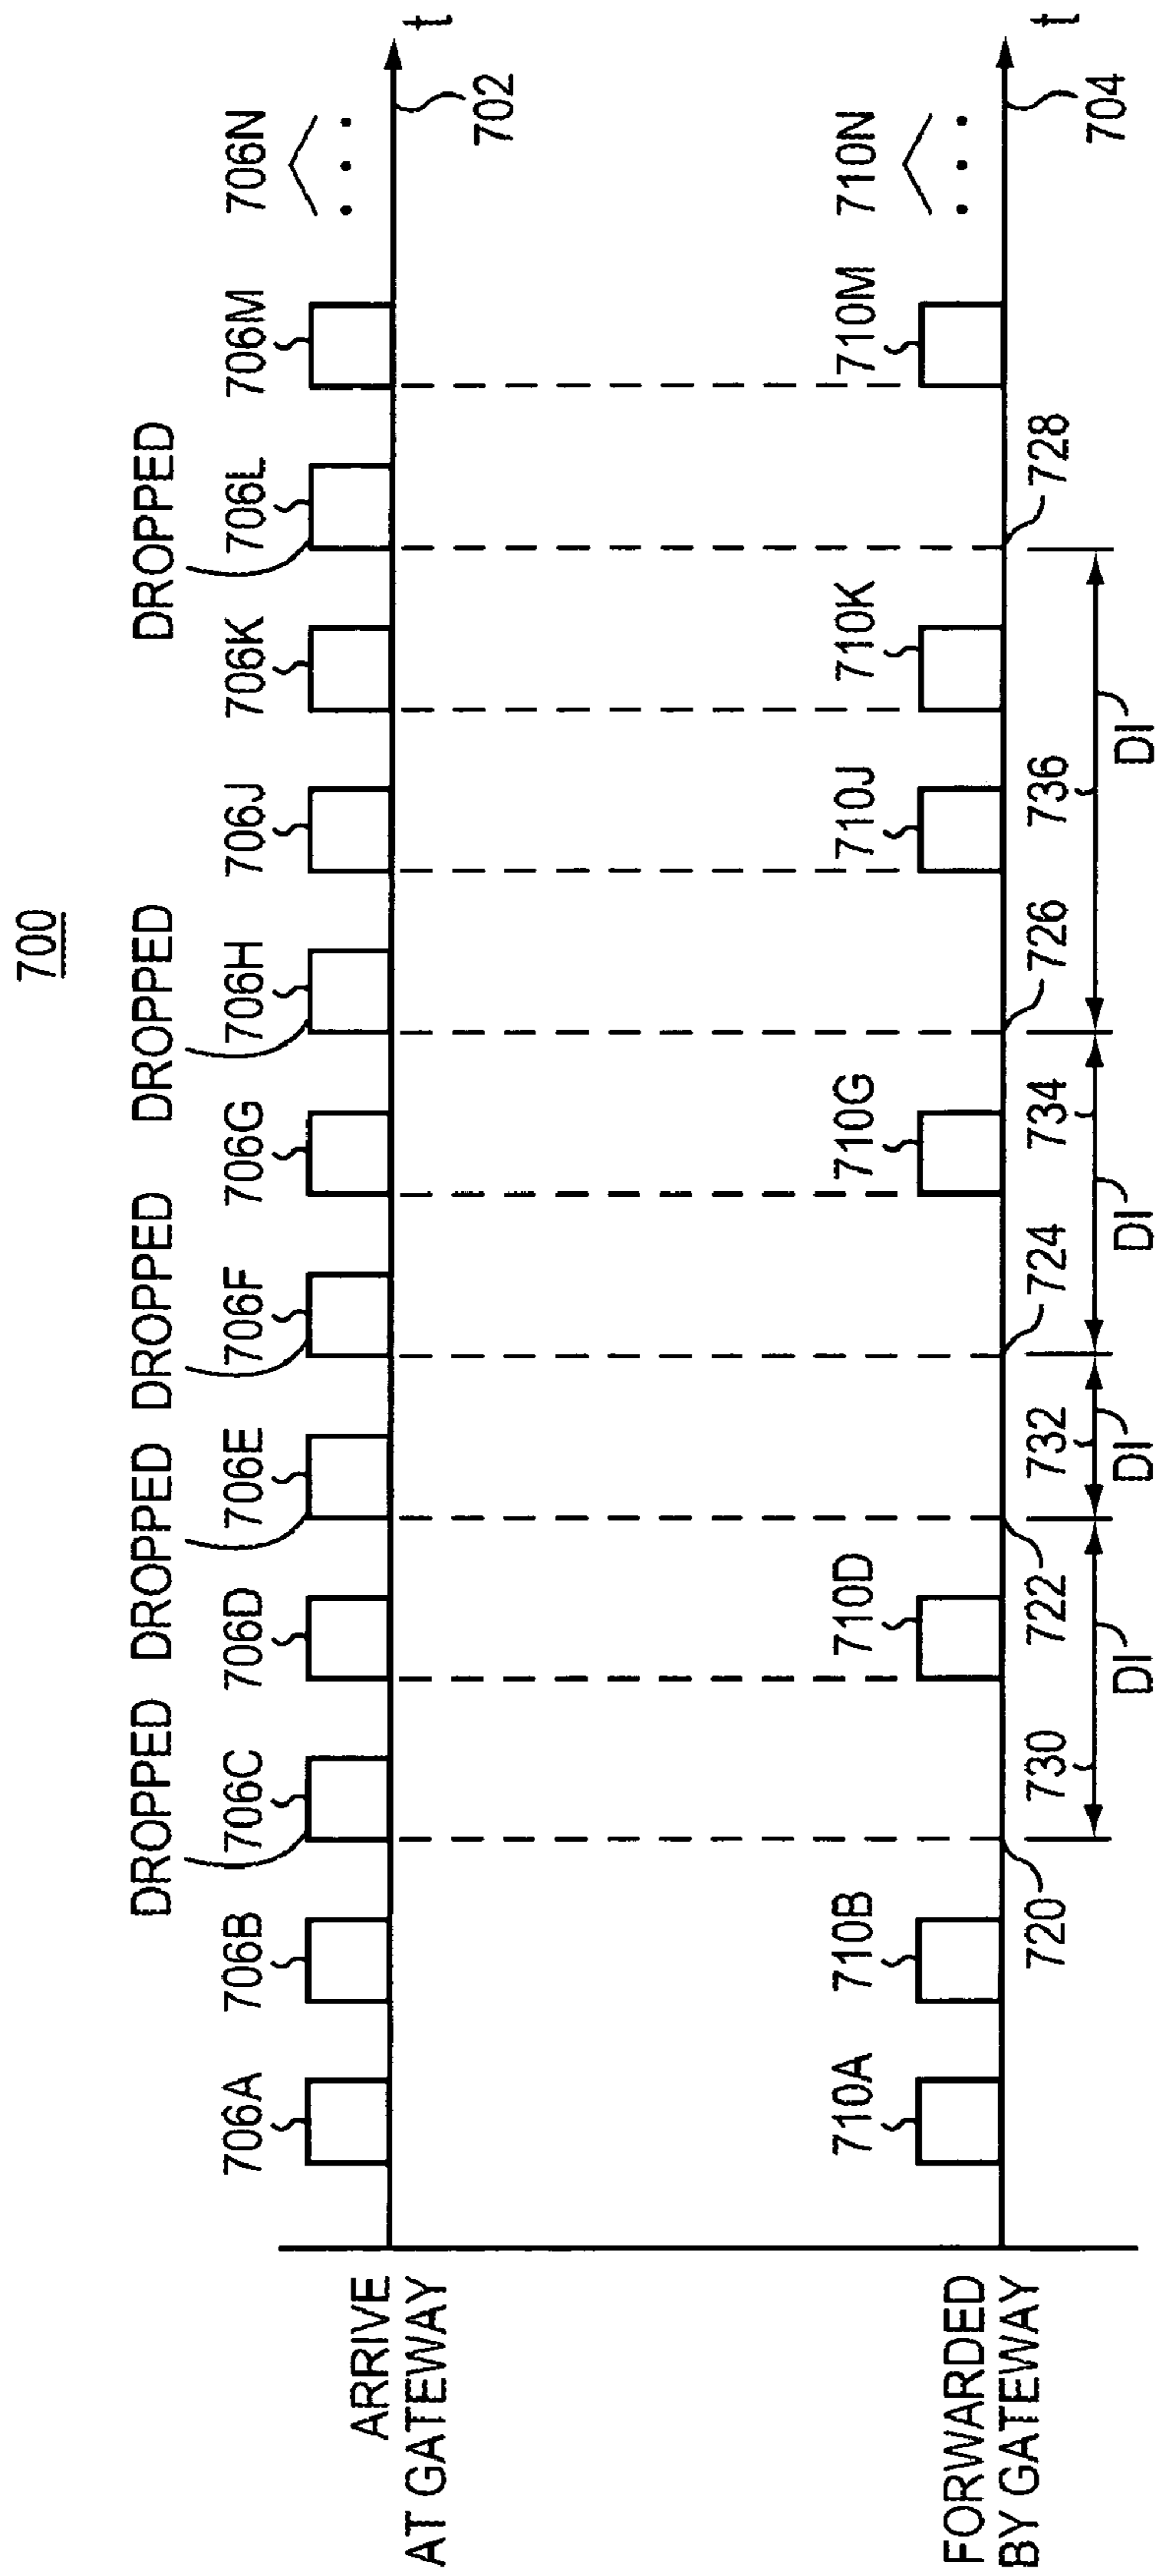 700
DROPPED DROPPED DROPPED DROPPED DROPPED
706A 706B 706C 706D 706E 706F 706G 706H 706J 706K 706L 706M 706N
ARRIVE
AT GATEWAY
t
702
710A 710B 710D 710G 710J 710K 710M 710N
FORWARDED
BY GATEWAY
t
704
720 722 724 726 728
730 732 734 736
DI DI DI DI